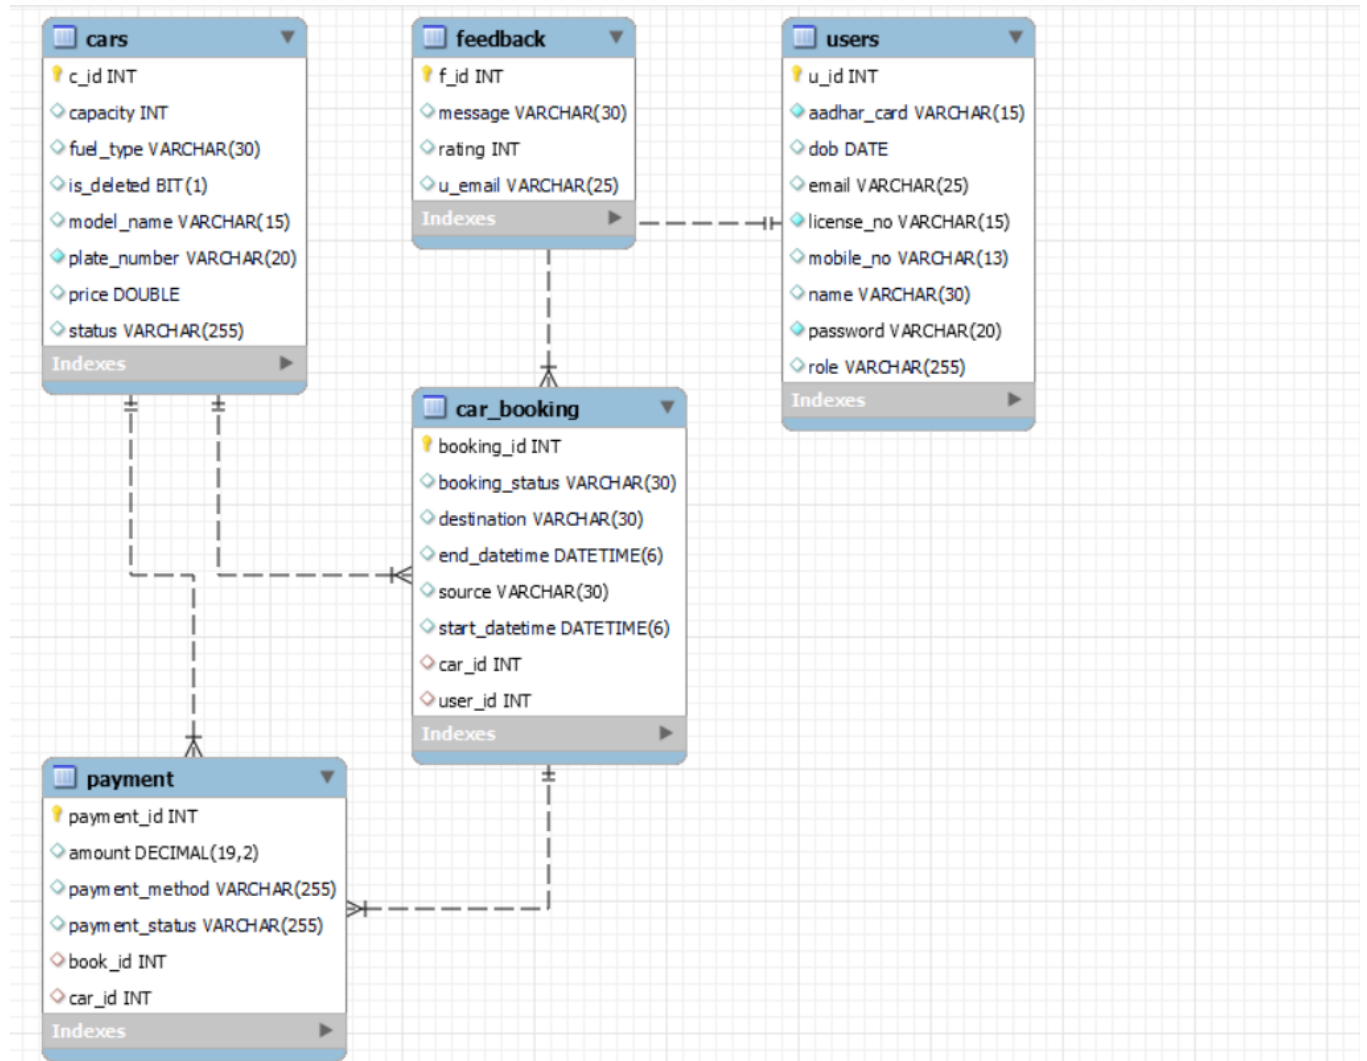 cars
c_id INT
capacity INT
fuel_type VARCHAR(30)
is_deleted BIT(1)
model_name VARCHAR(15)
plate_number VARCHAR(20)
price DOUBLE
status VARCHAR(255)
Indexes
feedback
f_id INT
message VARCHAR(30)
rating INT
u_email VARCHAR(25)
Indexes
users
u_id INT
aadhar_card VARCHAR(15)
dob DATE
email VARCHAR(25)
license_no VARCHAR(15)
mobile_no VARCHAR(13)
name VARCHAR(30)
password VARCHAR(20)
role VARCHAR(255)
Indexes
car_booking
booking_id INT
booking_status VARCHAR(30)
destination VARCHAR(30)
end_datetime DATETIME(6)
source VARCHAR(30)
start_datetime DATETIME(6)
car_id INT
user_id INT
Indexes
payment
payment_id INT
amount DECIMAL(19,2)
payment_method VARCHAR(255)
payment_status VARCHAR(255)
book_id INT
car_id INT
Indexes